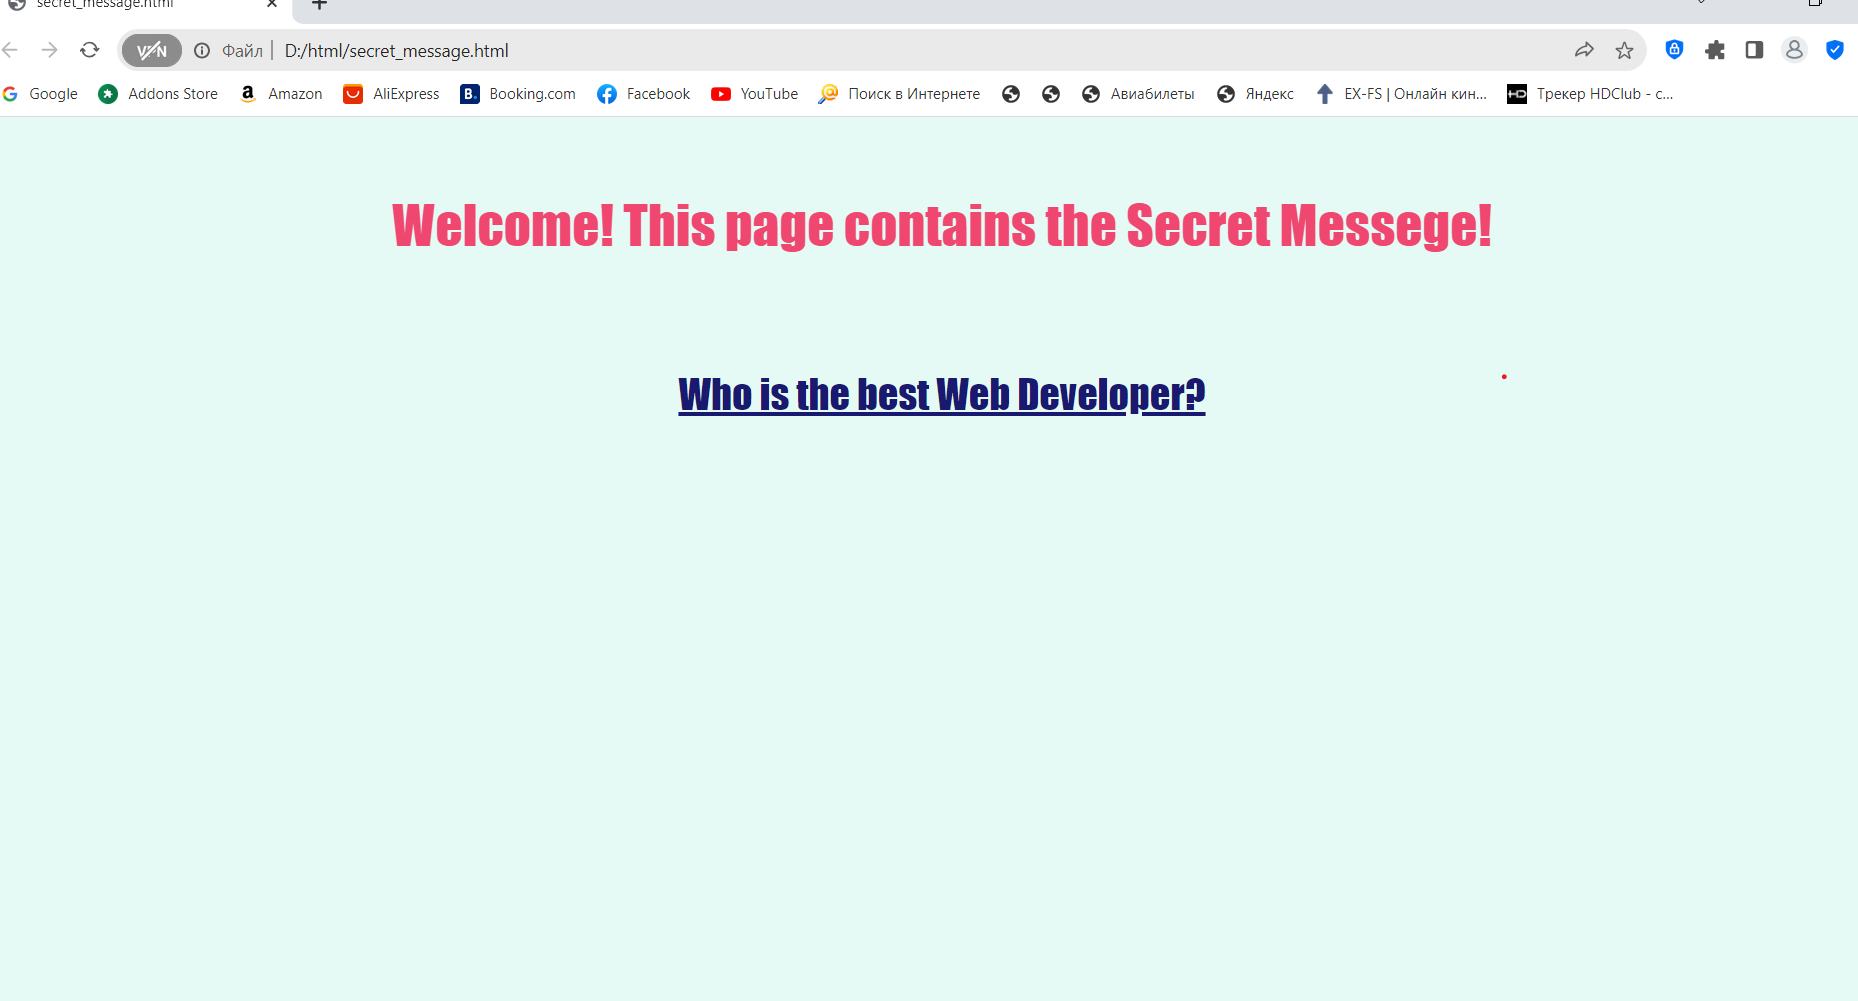 secret_message.html
VPN Файл D:/html/secret_message.html
Google Addons Store Amazon AliExpress Booking.com Facebook YouTube Поиск в Интернете Авиабилеты Яндекс EX-FS | Онлайн кин... Трекер HDClub - с...
Welcome! This page contains the Secret Messege!
Who is the best Web Developer?